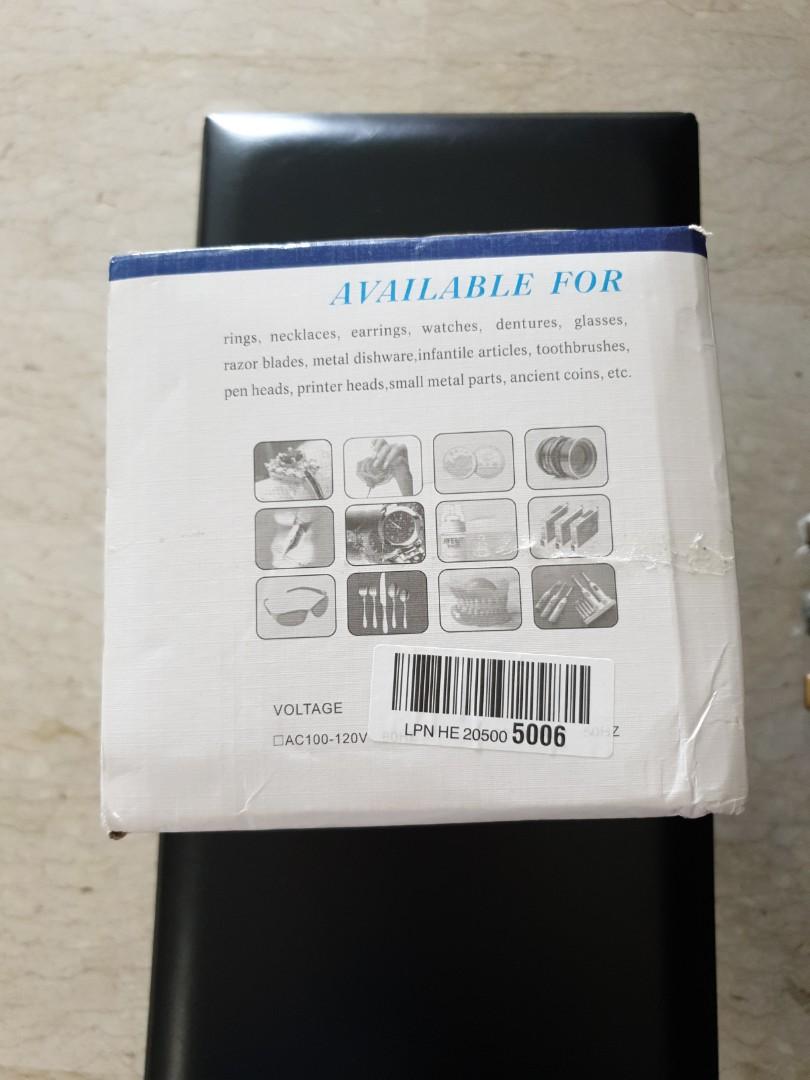 AVAILABLE FOR
rings, necklaces, earrings, watches, dentures, glasses,
razor blades, metal dishware,infantile articles, toothbrushes,
pen heads, printer heads,small metal parts, ancient coins, etc.
VOLTAGE
□AC100-120V
LPN HE 20500 5006